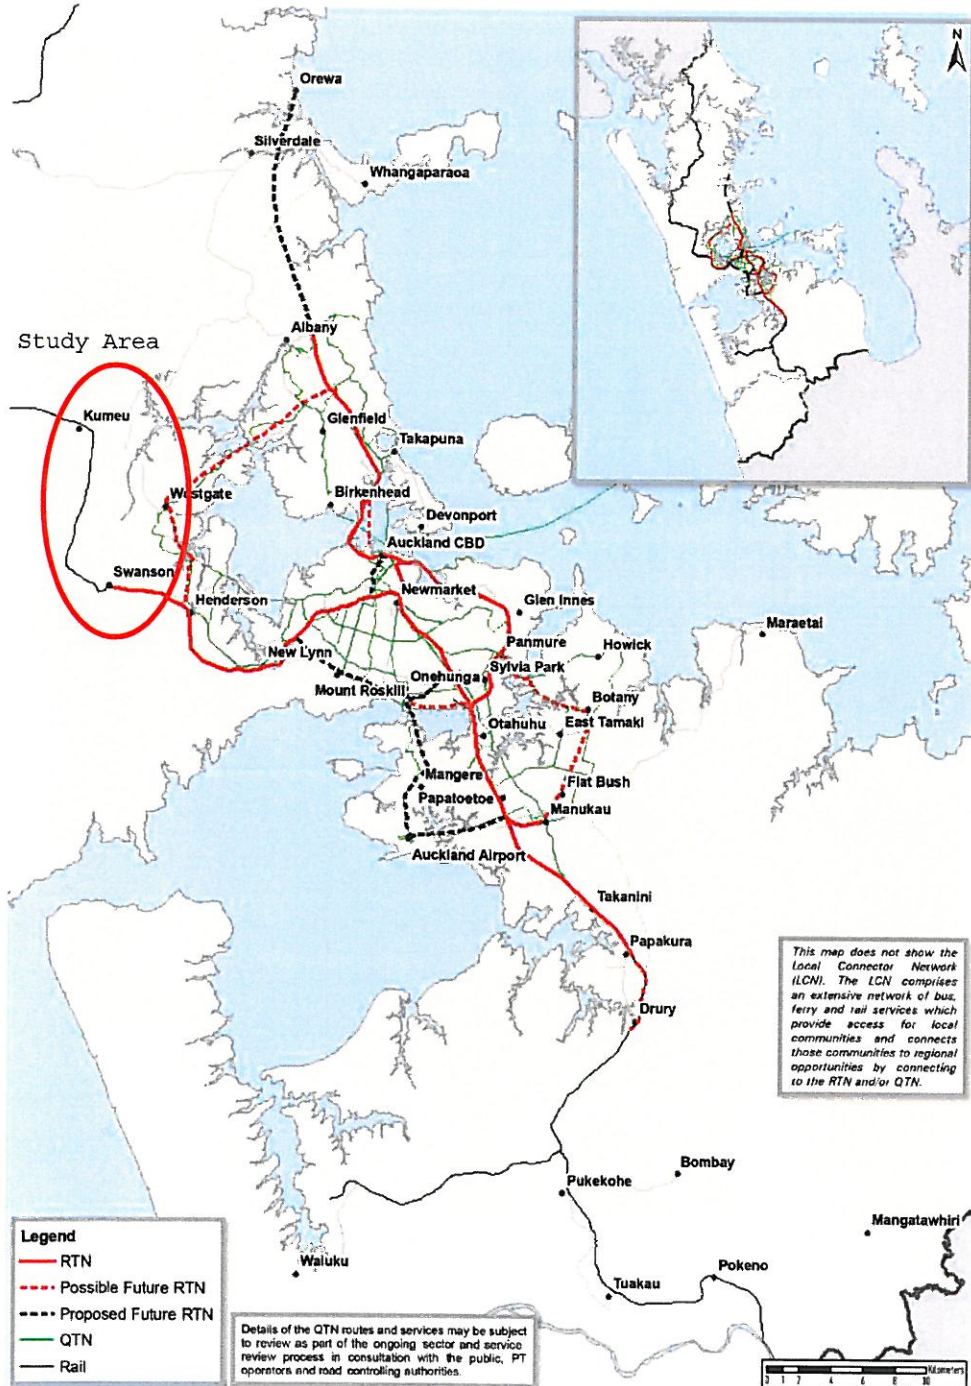 N
Orewa
Silverdale
Whangaparaoa
Albany
Study Area
Kumeu
Glenfield
Takapuna
Westgate
Birkenhead
Devonport
Auckland CBD
Swanson
Henderson
Newmarket
Glen Innes
Maraetai
New Lynn
Panmure
Howick
Sylvia Park
Mount Roskill
Onehunga
Botany
Otahuhu
East Tamaki
Mangere
Flat Bush
Papatoetoe
Manukau
Auckland Airport
Takanini
Papakura
This map does not show the
Local Connector Network
(LCN). The LCN comprises
an extensive network of bus,
ferry and rail services which
provide access for local
communities and connects
those communities to regional
opportunities by connecting
to the RTN and/or QTN.
Drury
Bombay
Pukekohe
Mangatawhiri
Legend
RTN
Possible Future RTN
Proposed Future RTN
QTN
Rail
Waiuku
Tuakau
Pokeno
Details of the QTN routes and services may be subject
to review as part of the ongoing sector and service
review process in consultation with the public, PT
operators and road controlling authorities.
Kilometers
0 1 2 4 6 8 10